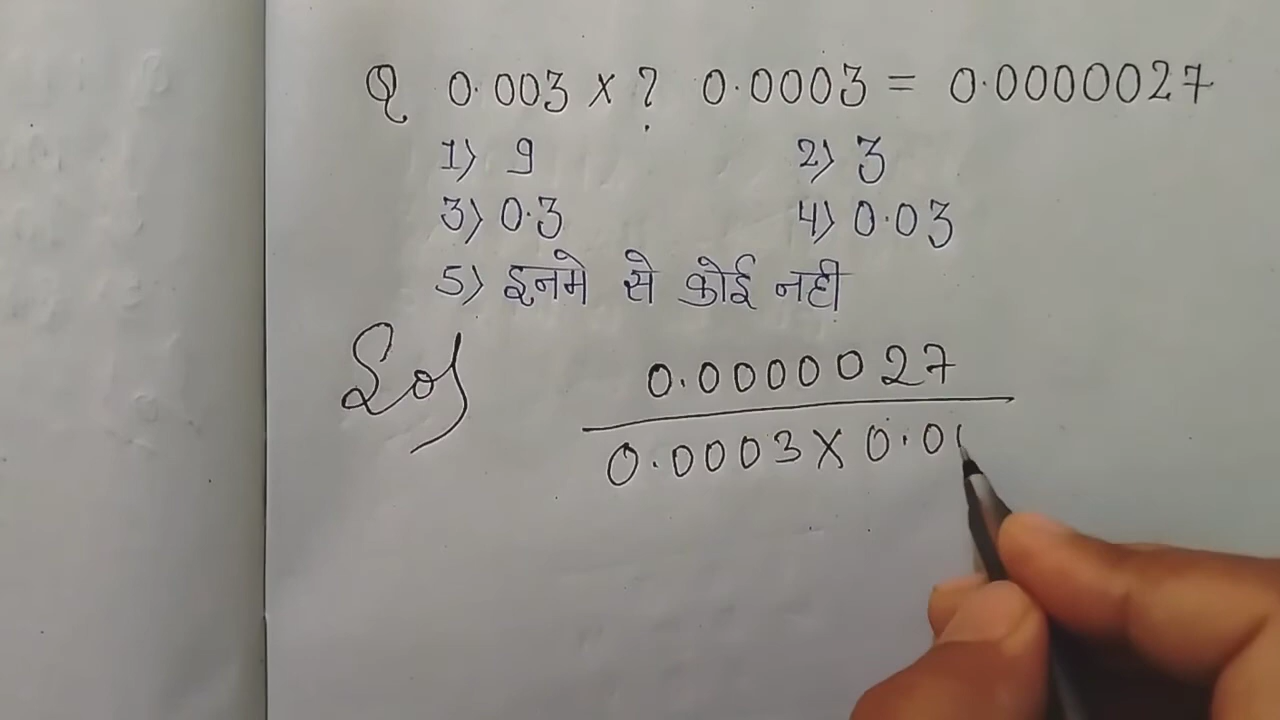 Q 0.003 × ? 0.0003 = 0.0000027
1) 9 2) 3
3) 0.3 4) 0.03
5) इनमे से कोई नही
Sol 0.0000027
0.0003 × 0.00